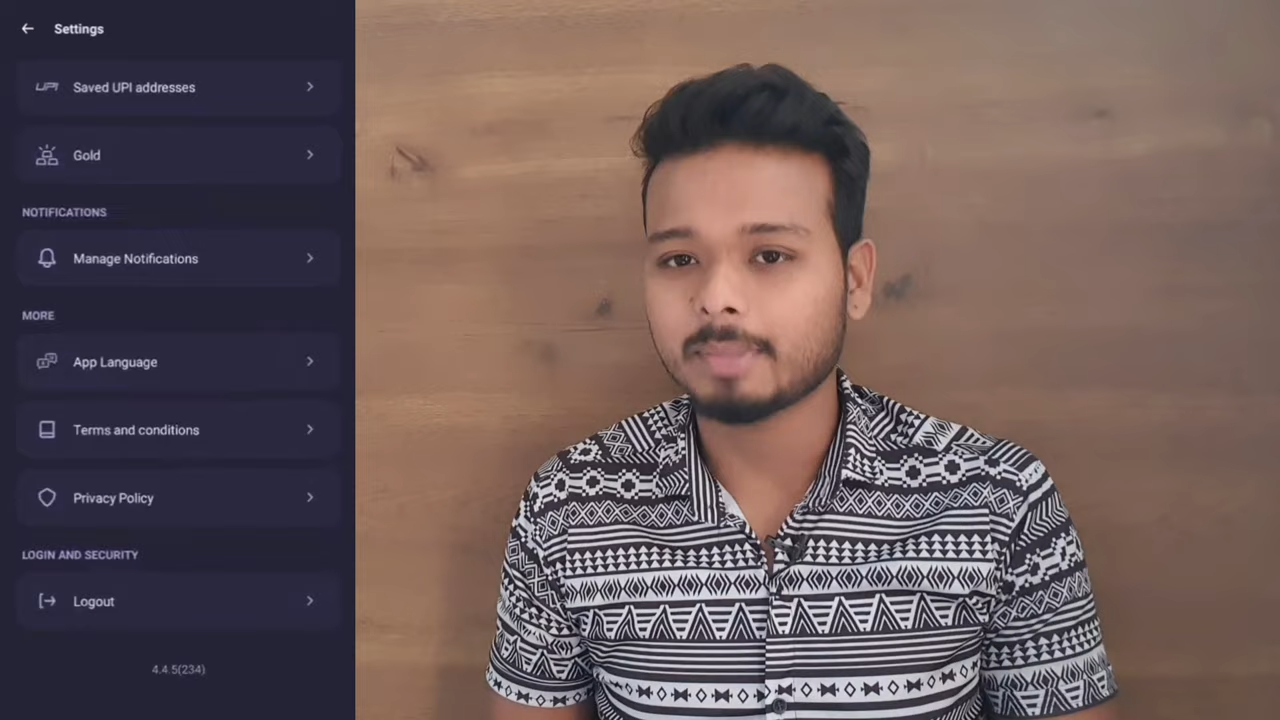 Settings
UPI Saved UPI addresses
Gold
NOTIFICATIONS
Manage Notifications
MORE
App Language
Terms and conditions
Privacy Policy
LOGIN AND SECURITY
Logout
4.4.5(234)